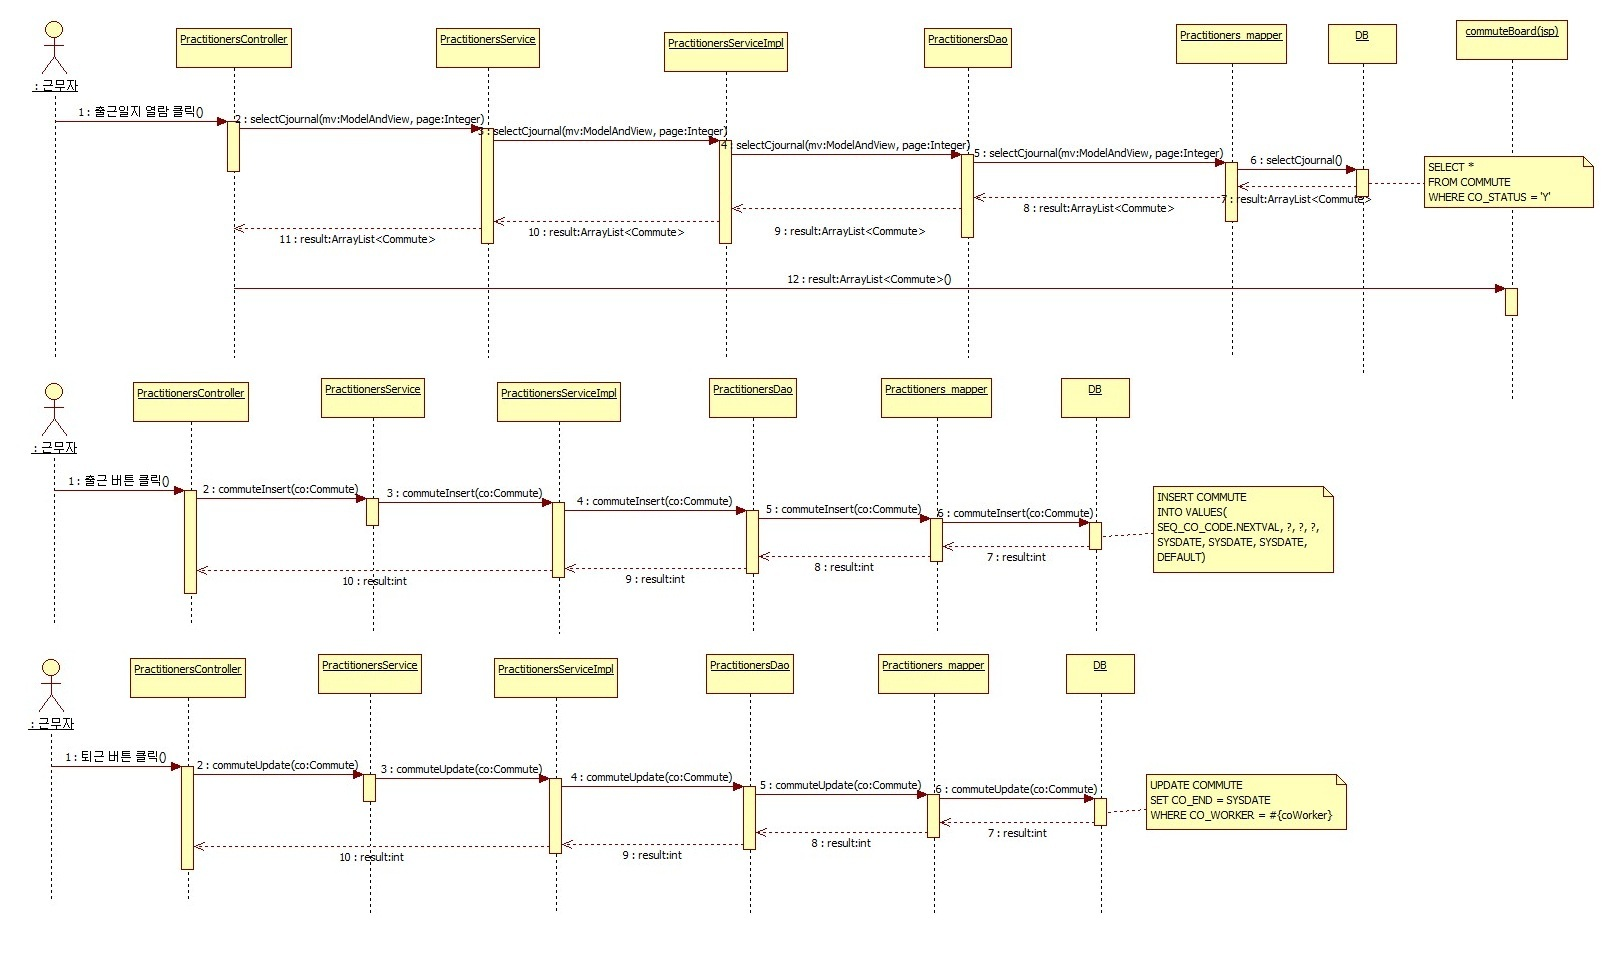 PractitionersController
PractitionersService
PractitionersServiceImpl
PractitionersDao
Practitioners_mapper
DB
commuteBoard(jsp)
: 근무자
1 : 출근일지 열람 클릭()
2 : selectCjournal(mv:ModelAndView, page:Integer)
3 : selectCjournal(mv:ModelAndView, page:Integer)
4 : selectCjournal(mv:ModelAndView, page:Integer)
5 : selectCjournal(mv:ModelAndView, page:Integer)
6 : selectCjournal()
SELECT *
FROM COMMUTE
WHERE CO_STATUS = 'Y'
7 : result:ArrayList<Commute>
8 : result:ArrayList<Commute>
9 : result:ArrayList<Commute>
10 : result:ArrayList<Commute>
11 : result:ArrayList<Commute>
12 : result:ArrayList<Commute>()
PractitionersController
PractitionersService
PractitionersServiceImpl
PractitionersDao
Practitioners_mapper
DB
: 근무자
1 : 출근 버튼 클릭()
2 : commuteInsert(co:Commute)
3 : commuteInsert(co:Commute)
4 : commuteInsert(co:Commute)
5 : commuteInsert(co:Commute)
6 : commuteInsert(co:Commute)
INSERT COMMUTE
INTO VALUES(
SEQ_CO_CODE.NEXTVAL, ?, ?, ?,
SYSDATE, SYSDATE, SYSDATE,
DEFAULT)
7 : result:int
8 : result:int
9 : result:int
10 : result:int
PractitionersController
PractitionersService
PractitionersServiceImpl
PractitionersDao
Practitioners_mapper
DB
: 근무자
1 : 퇴근 버튼 클릭()
2 : commuteUpdate(co:Commute)
3 : commuteUpdate(co:Commute)
4 : commuteUpdate(co:Commute)
5 : commuteUpdate(co:Commute)
6 : commuteUpdate(co:Commute)
UPDATE COMMUTE
SET CO_END = SYSDATE
WHERE CO_WORKER = #{coWorker}
7 : result:int
8 : result:int
9 : result:int
10 : result:int